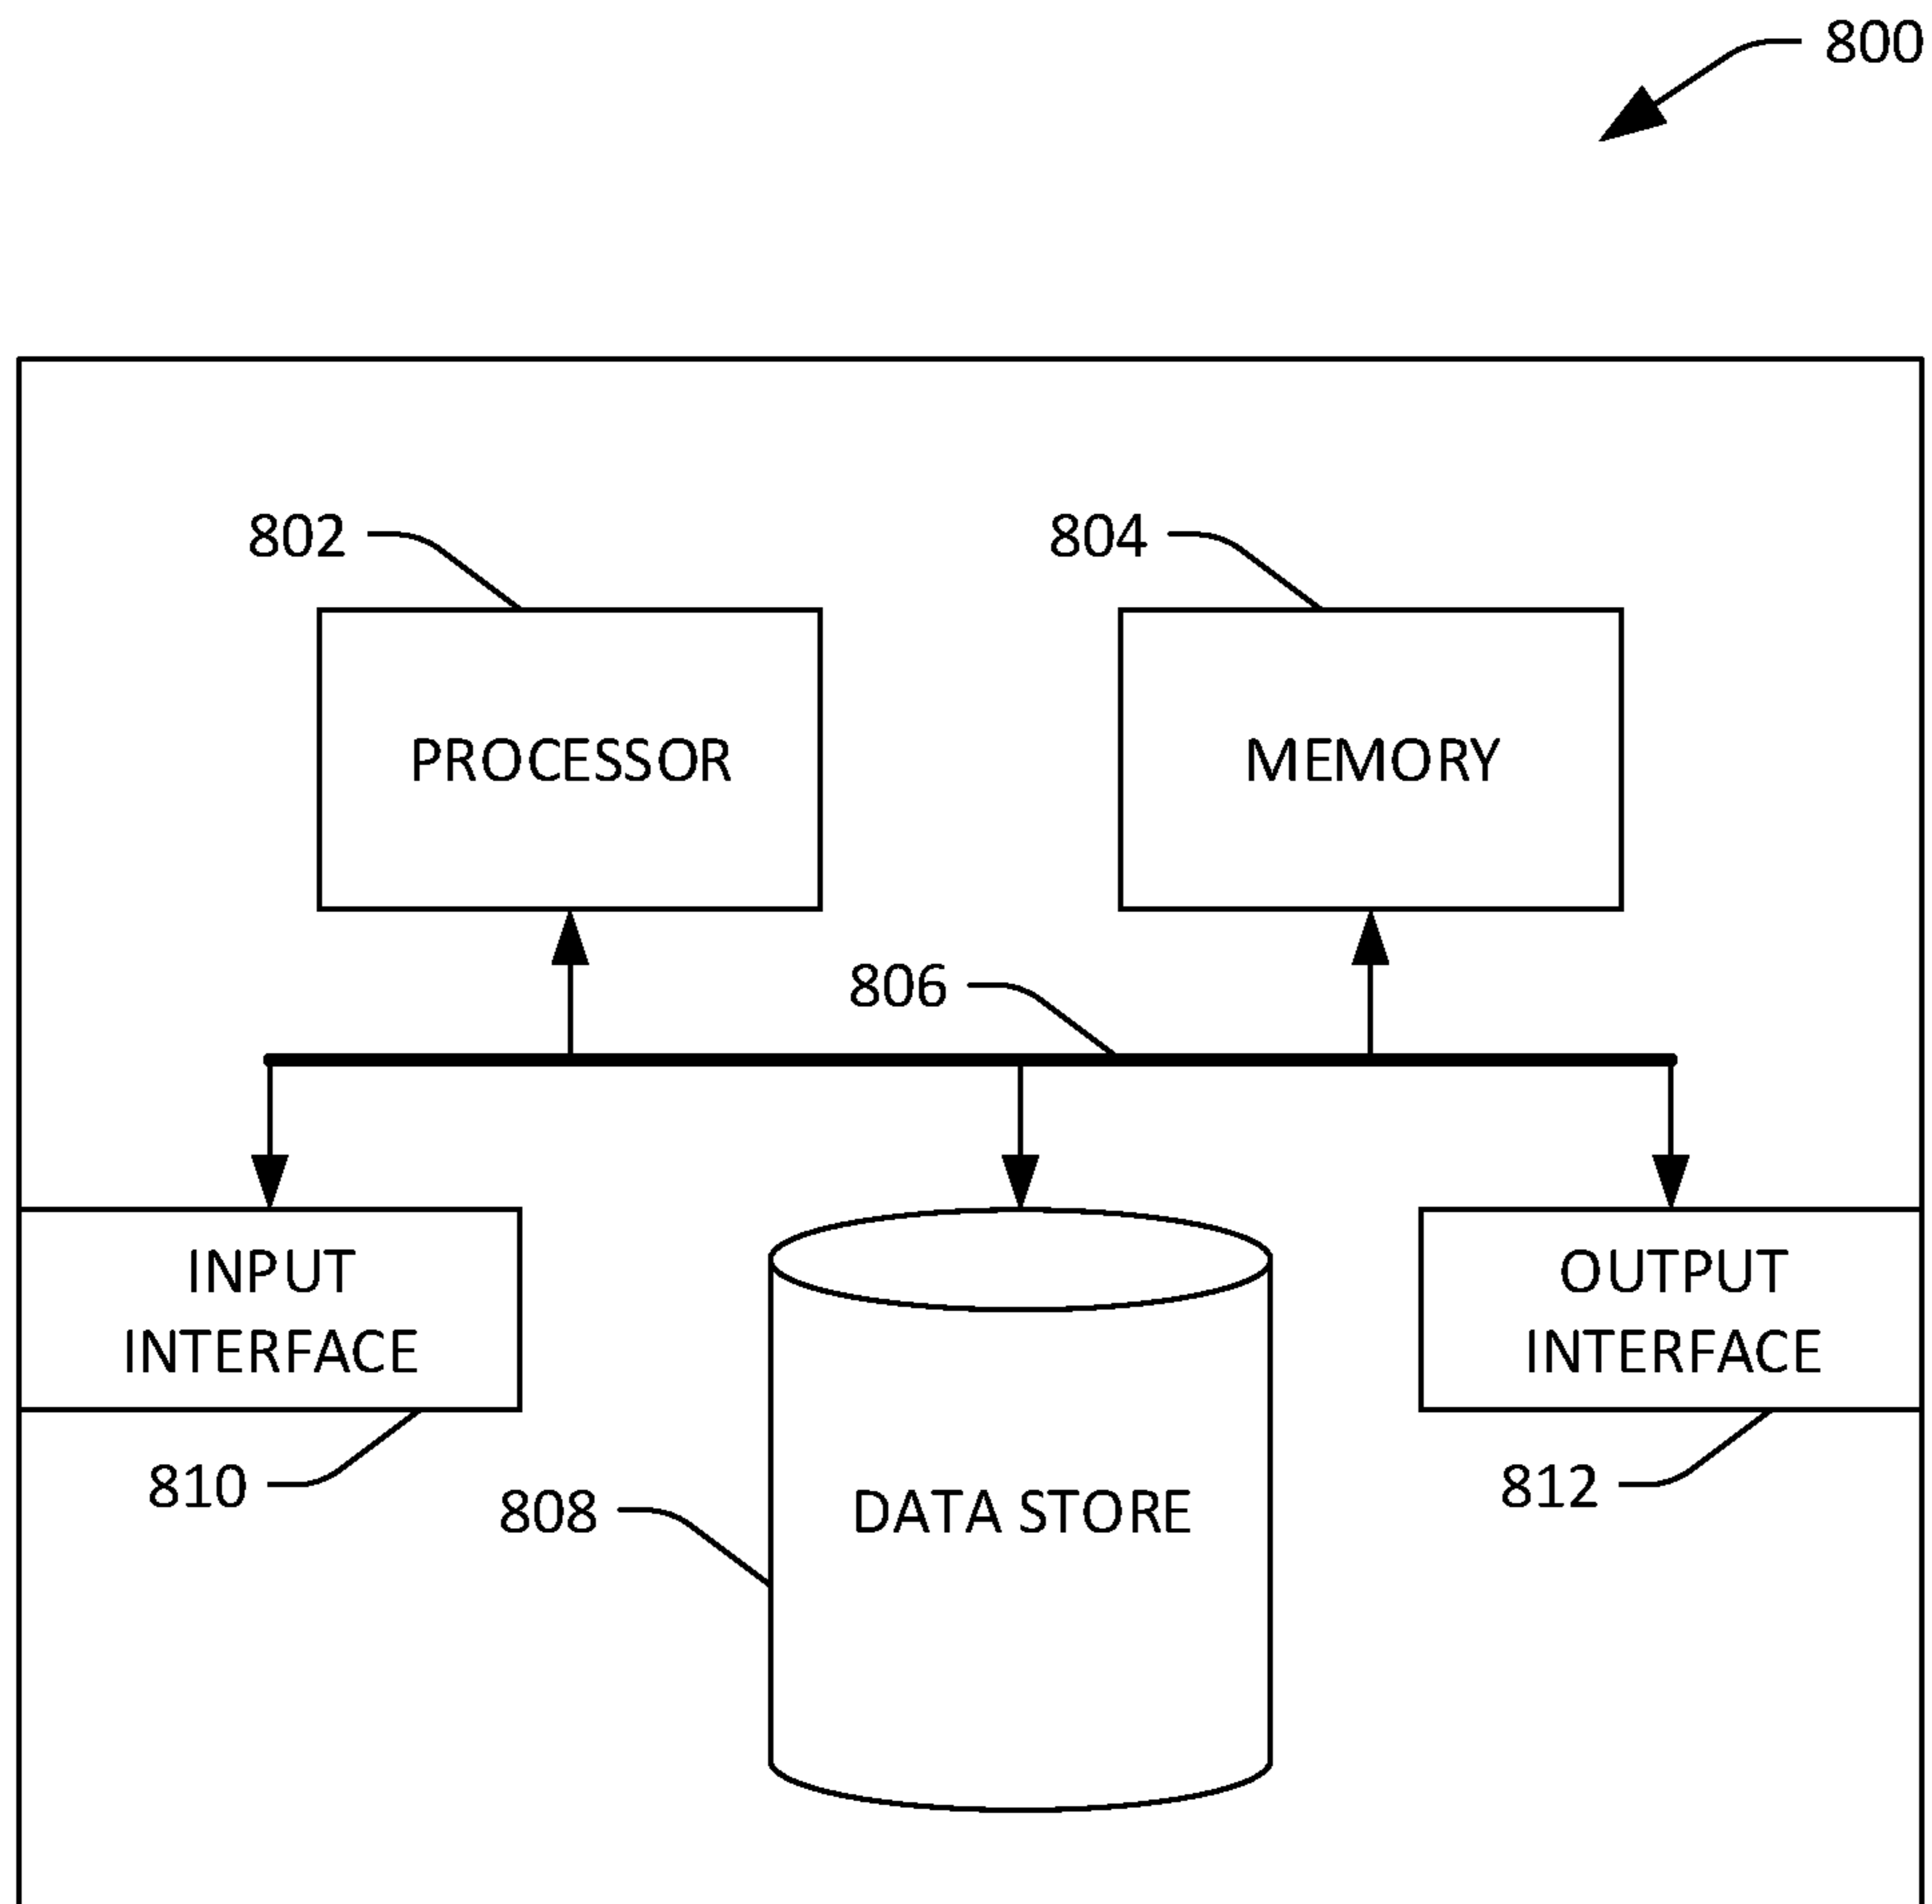 800
802
804
PROCESSOR
MEMORY
806
INPUT
INTERFACE
OUTPUT
INTERFACE
810
808
DATA STORE
812